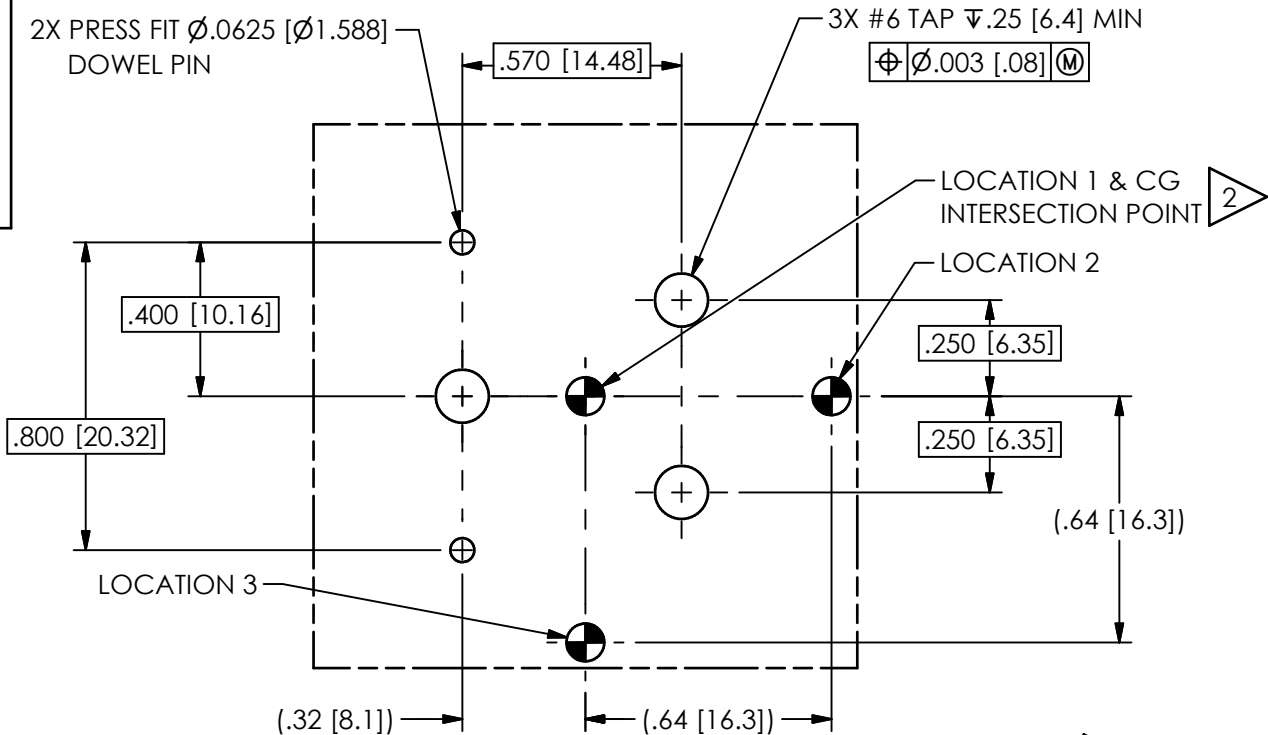 2X PRESS FIT Ø.0625 [Ø1.588]
DOWEL PIN
.570 [14.48]
3X #6 TAP ↧.25 [6.4] MIN
⌖ Ø.003 [.08] Ⓜ
LOCATION 1 & CG
INTERSECTION POINT
2
LOCATION 2
.400 [10.16]
.250 [6.35]
.800 [20.32]
.250 [6.35]
(.64 [16.3])
LOCATION 3
(.32 [8.1])
(.64 [16.3])